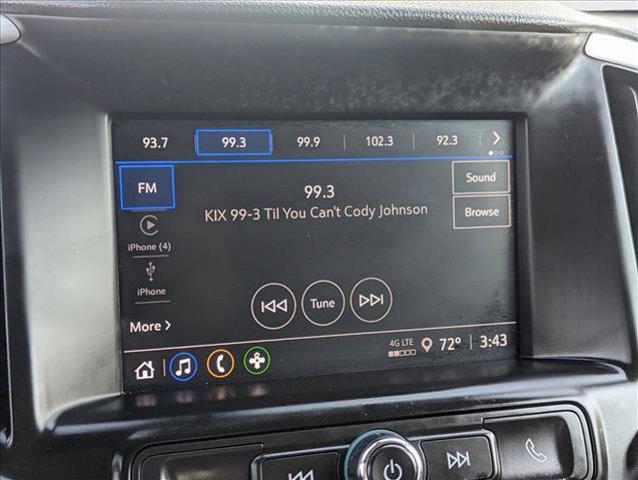 93.7 99.3 99.9 102.3 92.3
FM
99.3
Sound
KIX 99-3 Til You Can't Cody Johnson
Browse
iPhone (4)
iPhone
Tune
More
4G LTE
72° 3:43